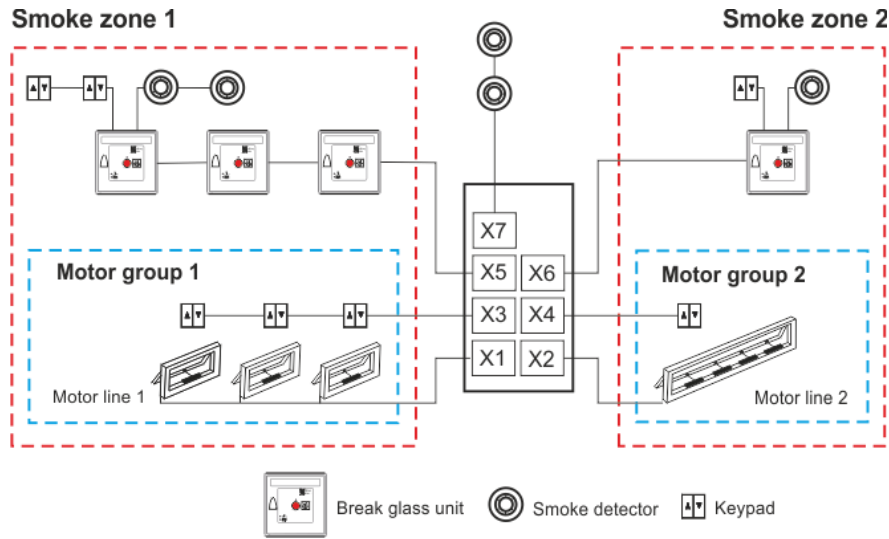 Smoke zone 1
Smoke zone 2
X7
X5
X6
Motor group 1
Motor group 2
X3
X4
X1
X2
Motor line 1
Motor line 2
Break glass unit
Smoke detector
Keypad